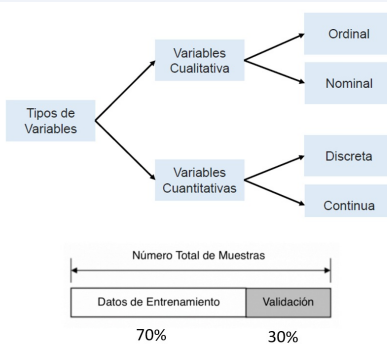 Tipos de
Variables
Variables
Cualitativa
Ordinal
Nominal
Variables
Cuantitativas
Discreta
Continua
Número Total de Muestras
Datos de Entrenamiento
Validación
70%
30%